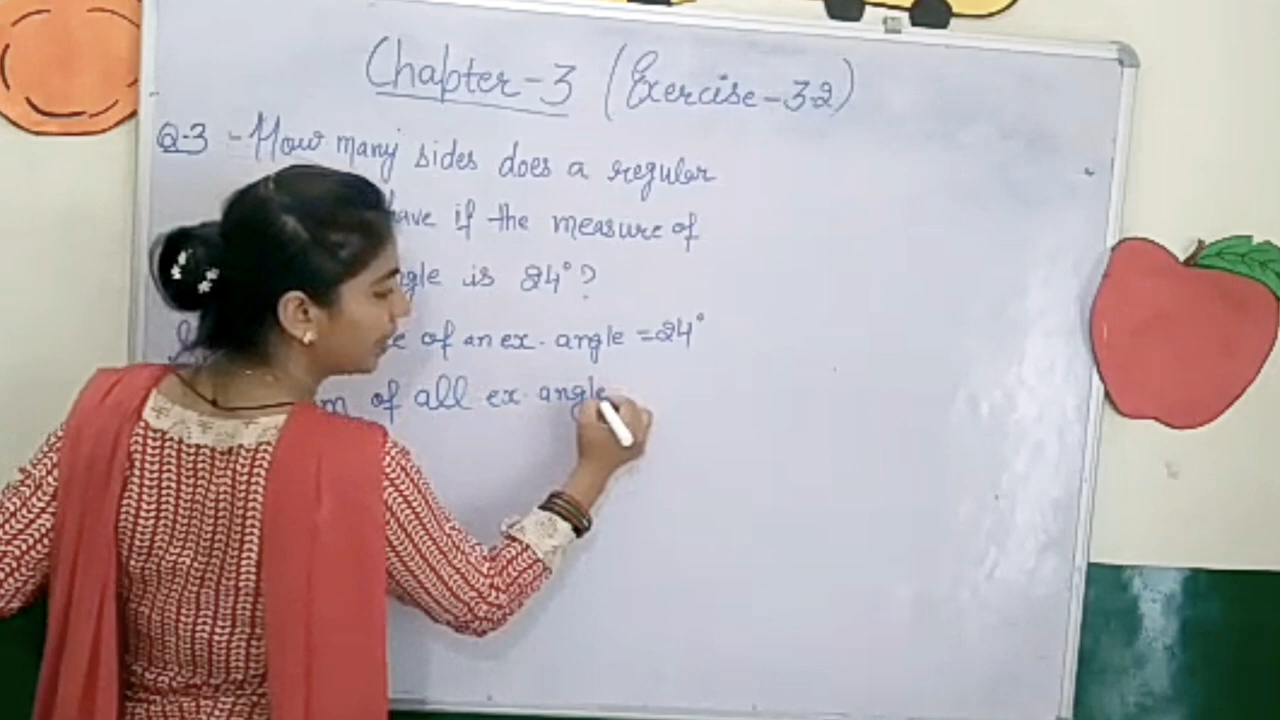 Chapter-3 (Exercise-3.2)
Q-3 - How many sides does a regular
have if the measure of
is 24°?
of an ex. angle = 24°
of all ex. angle